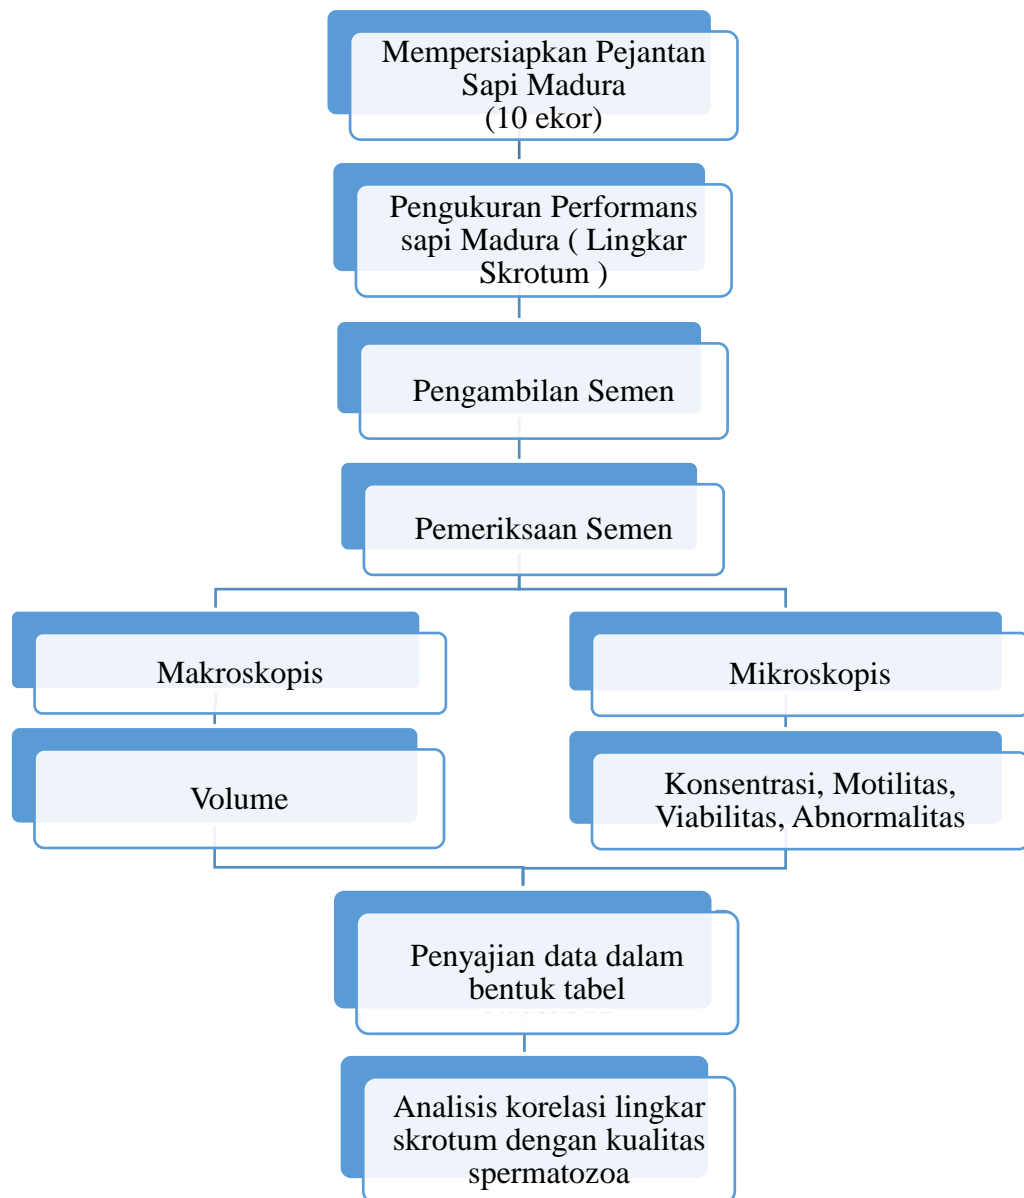 Mempersiapkan Pejantan
Sapi Madura
(10 ekor)
Pengukuran Performans
sapi Madura ( Lingkar
Skrotum )
Pengambilan Semen
Pemeriksaan Semen
Makroskopis
Mikroskopis
Volume
Konsentrasi, Motilitas,
Viabilitas, Abnormalitas
Penyajian data dalam
bentuk tabel
Analisis korelasi lingkar
skrotum dengan kualitas
spermatozoa